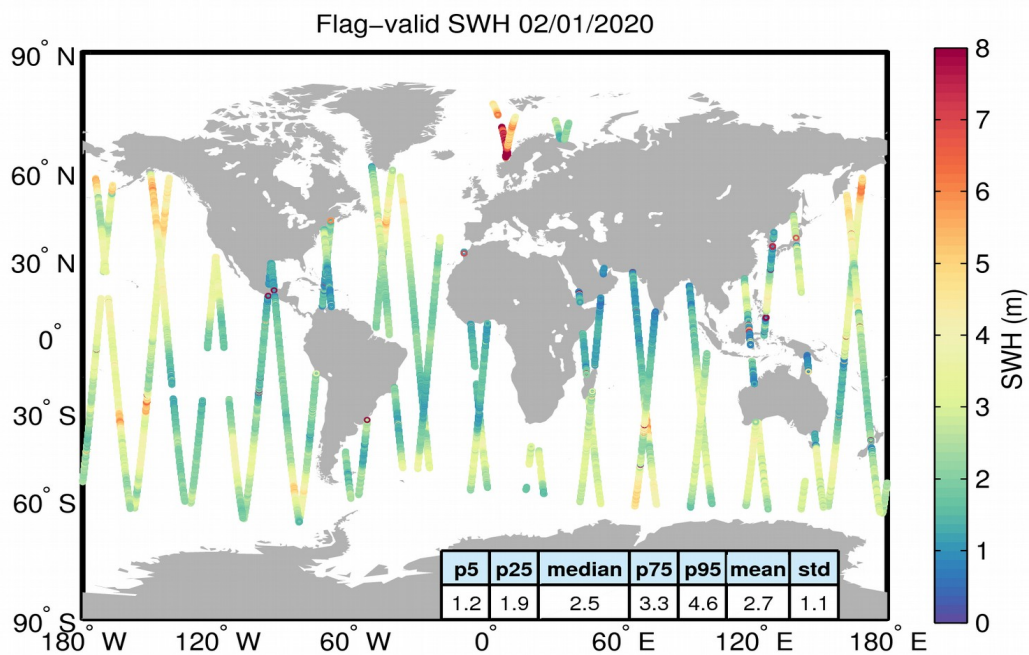 Flag−valid SWH 02/01/2020
90° N
60° N
30° N
0°
30° S
60° S
90° S
180° W
120° W
60° W
0°
60° E
120° E
180° E
p5 p25 median p75 p95 mean std
1.2 1.9 2.5 3.3 4.6 2.7 1.1
8
7
6
5
4
3
2
1
0
SWH (m)